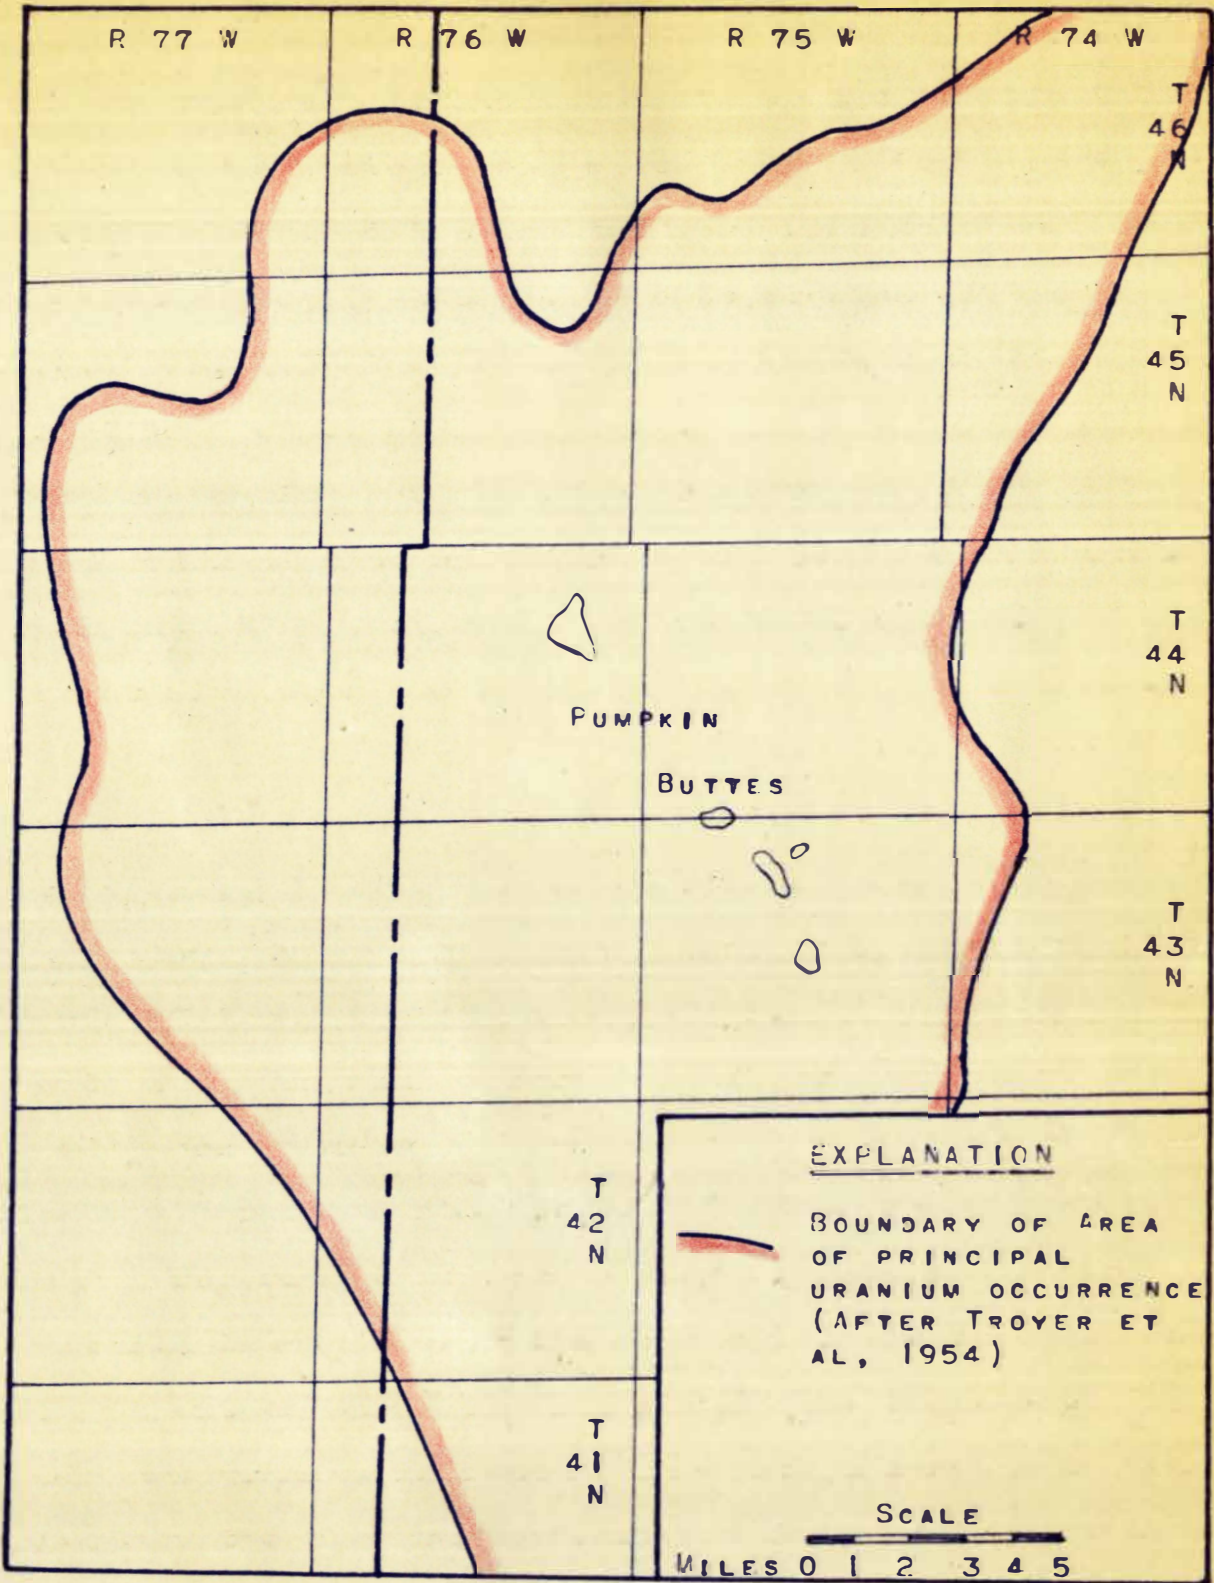 R 77 W
R 76 W
R 75 W
R 74 W
T
46
N
T
45
N
T
44
N
PUMPKIN
BUTTES
T
43
N
T
42
N
T
41
N
EXPLANATION
BOUNDARY OF AREA
OF PRINCIPAL
URANIUM OCCURRENCE
(AFTER TROYER ET
AL, 1954)
SCALE
MILES 0 1 2 3 4 5